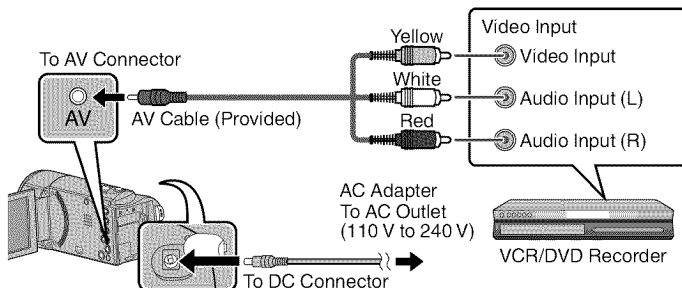 To AV Connector
AV
AV Cable (Provided)
Yellow
White
Red
Video Input
Video Input
Audio Input (L)
Audio Input (R)
AC Adapter
To AC Outlet
(110 V to 240 V)
To DC Connector
VCR/DVD Recorder